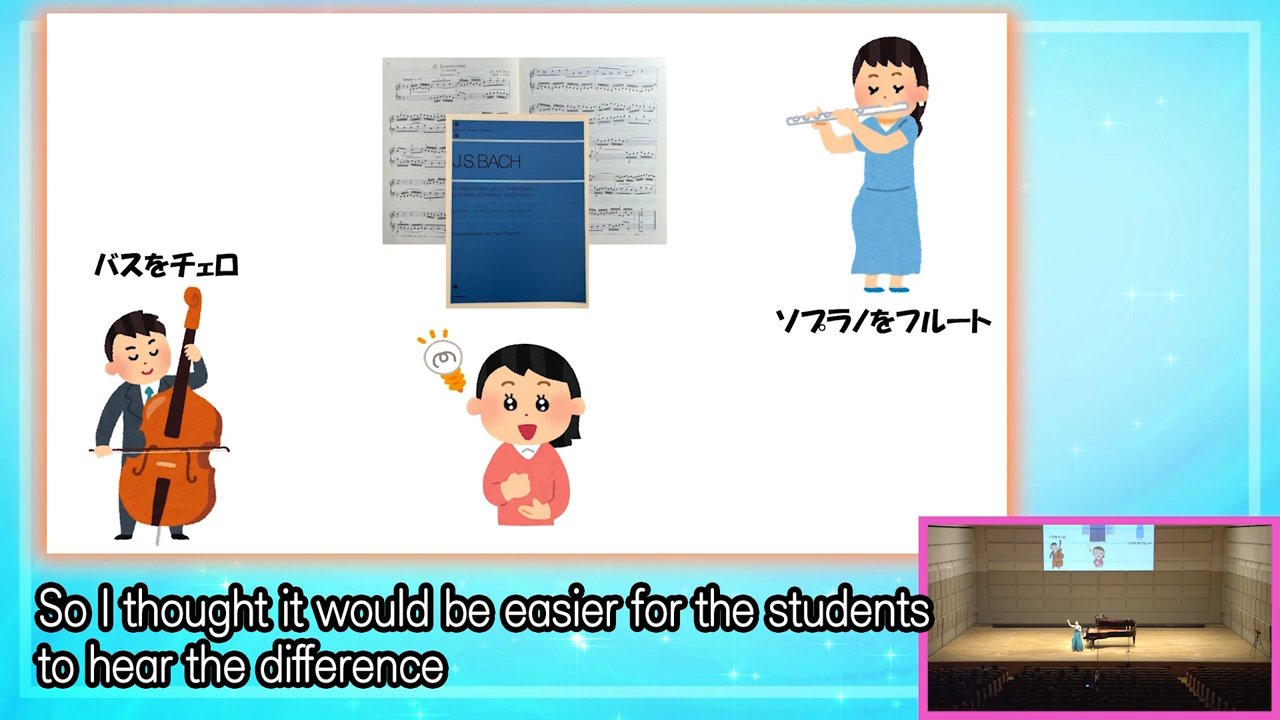 J.S.BACH
バスをチェロ
ソプラノをフルート
So I thought it would be easier for the students
to hear the difference